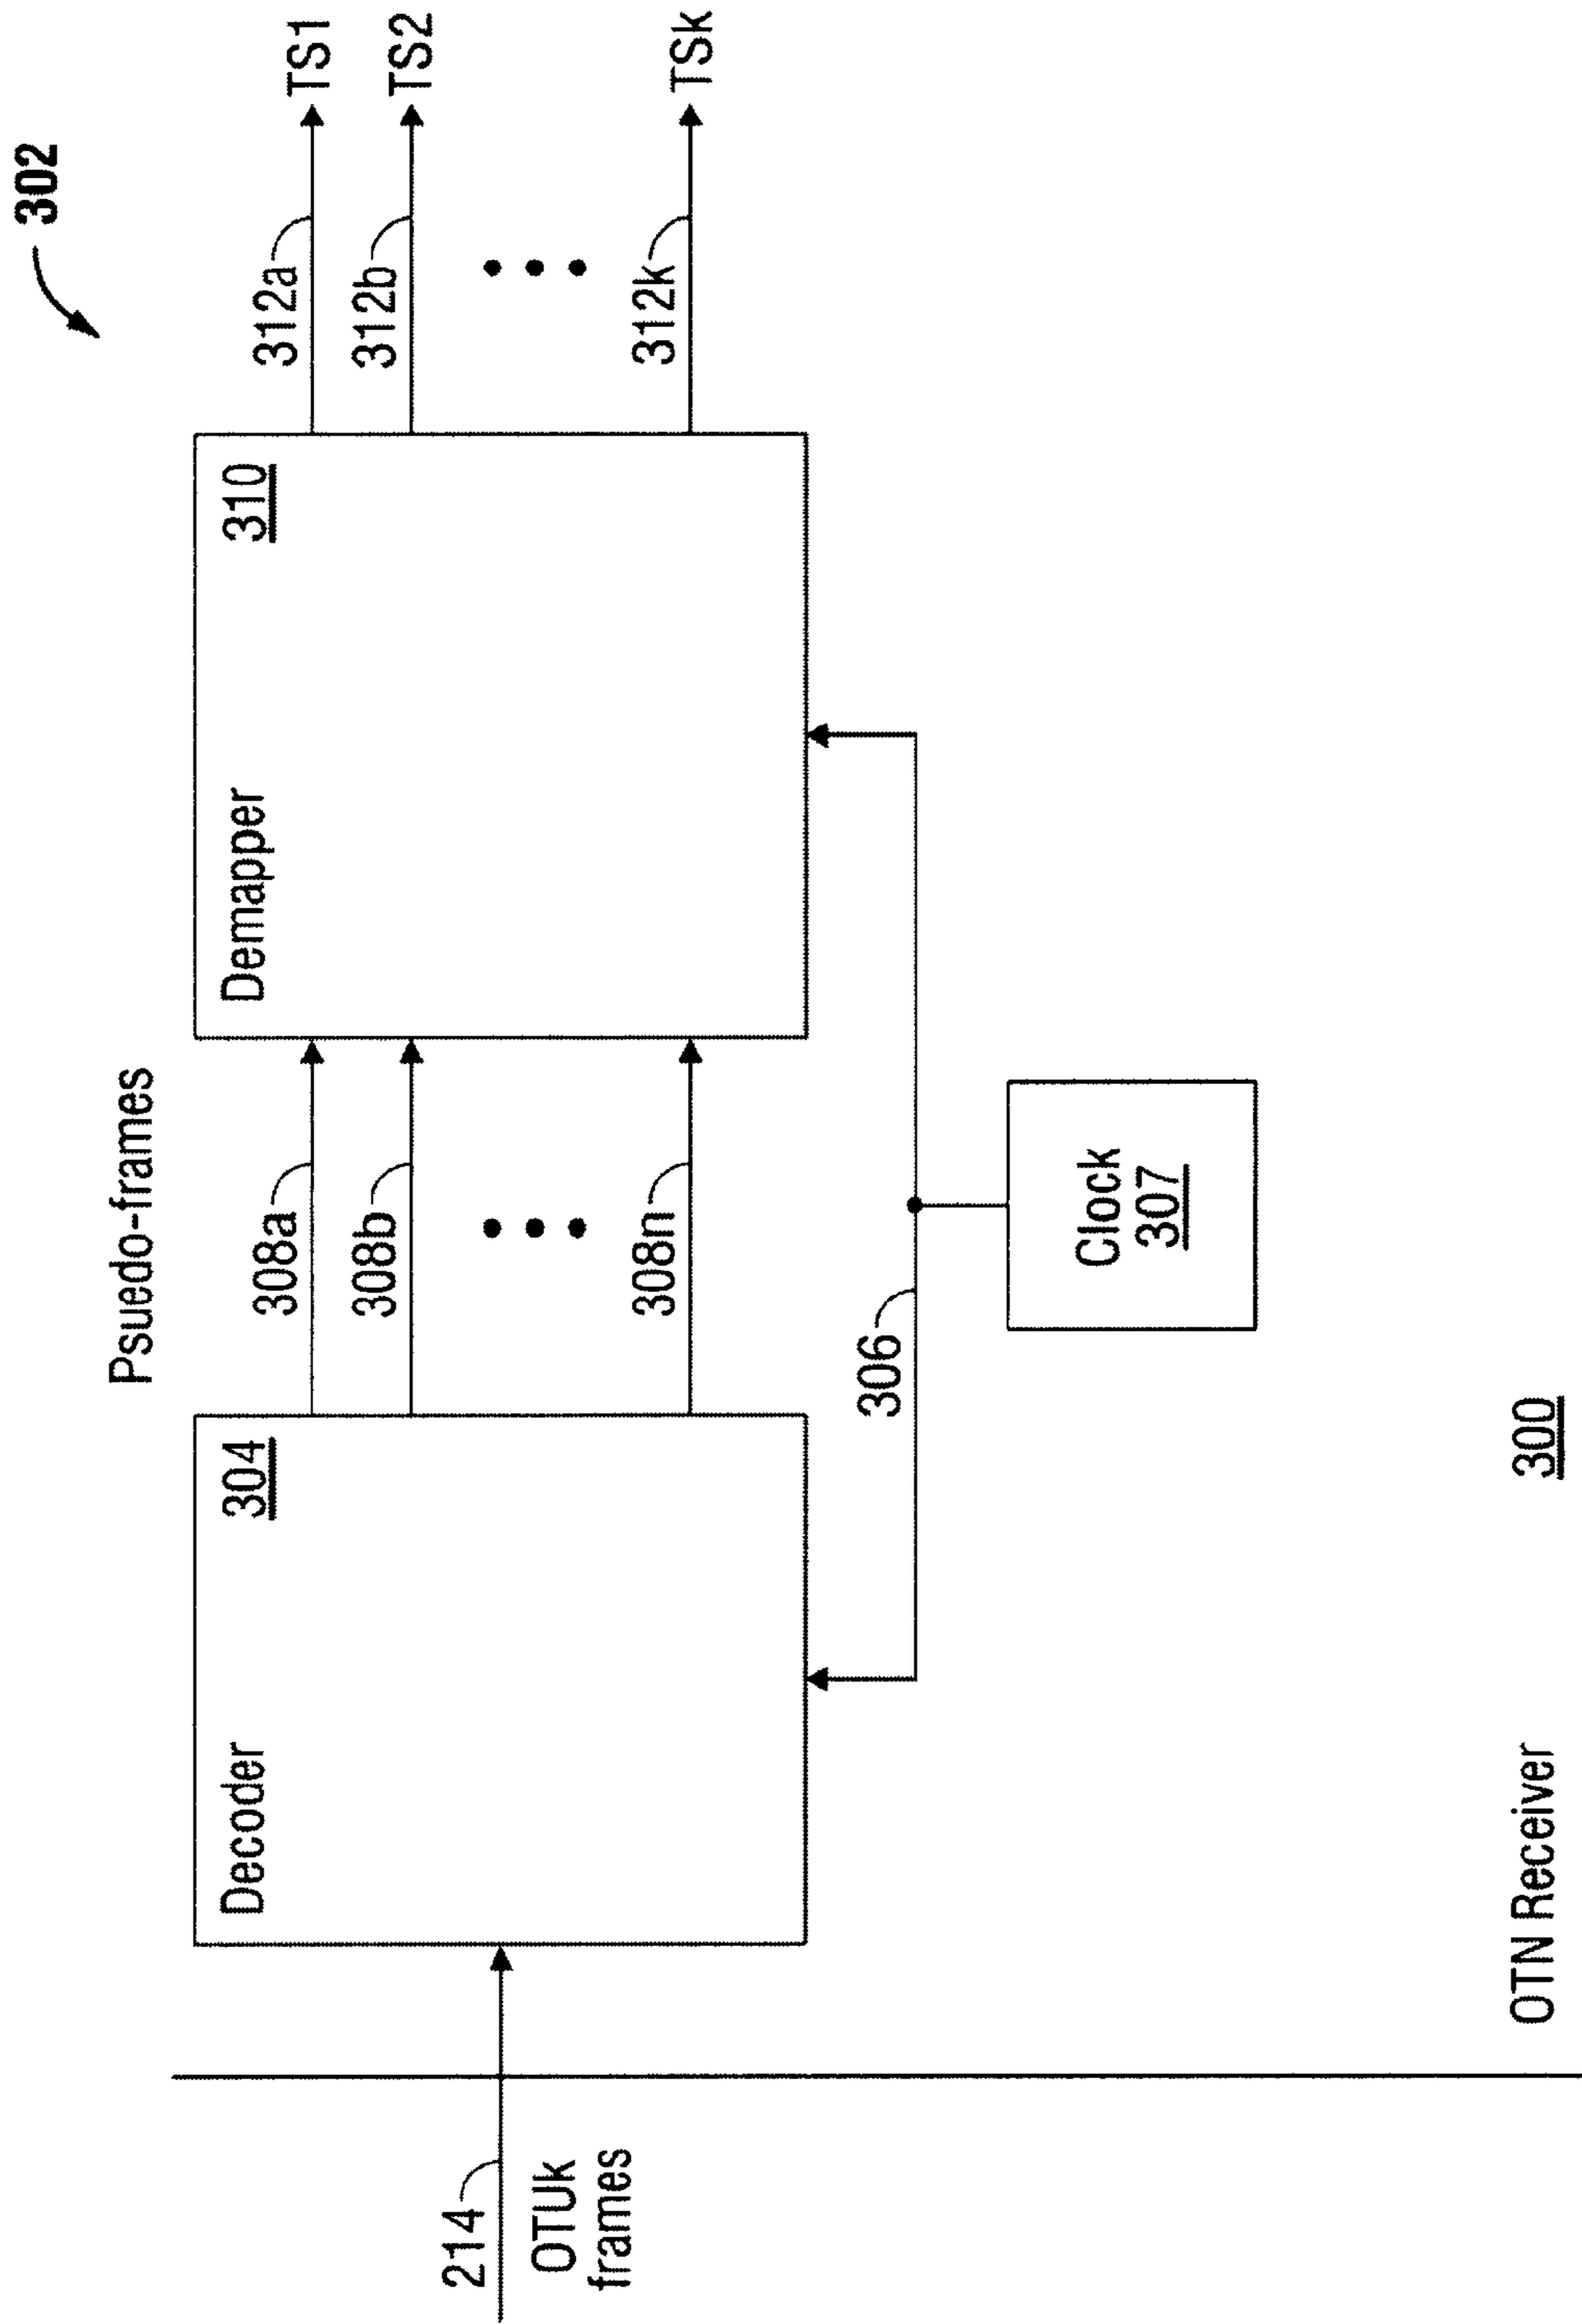 302
Psuedo-frames
Decoder
304
308a
308b
308n
Demapper
310
312a
TS1
312b
TS2
312k
TSk
214
OTUk
frames
306
Clock
307
OTN Receiver
300